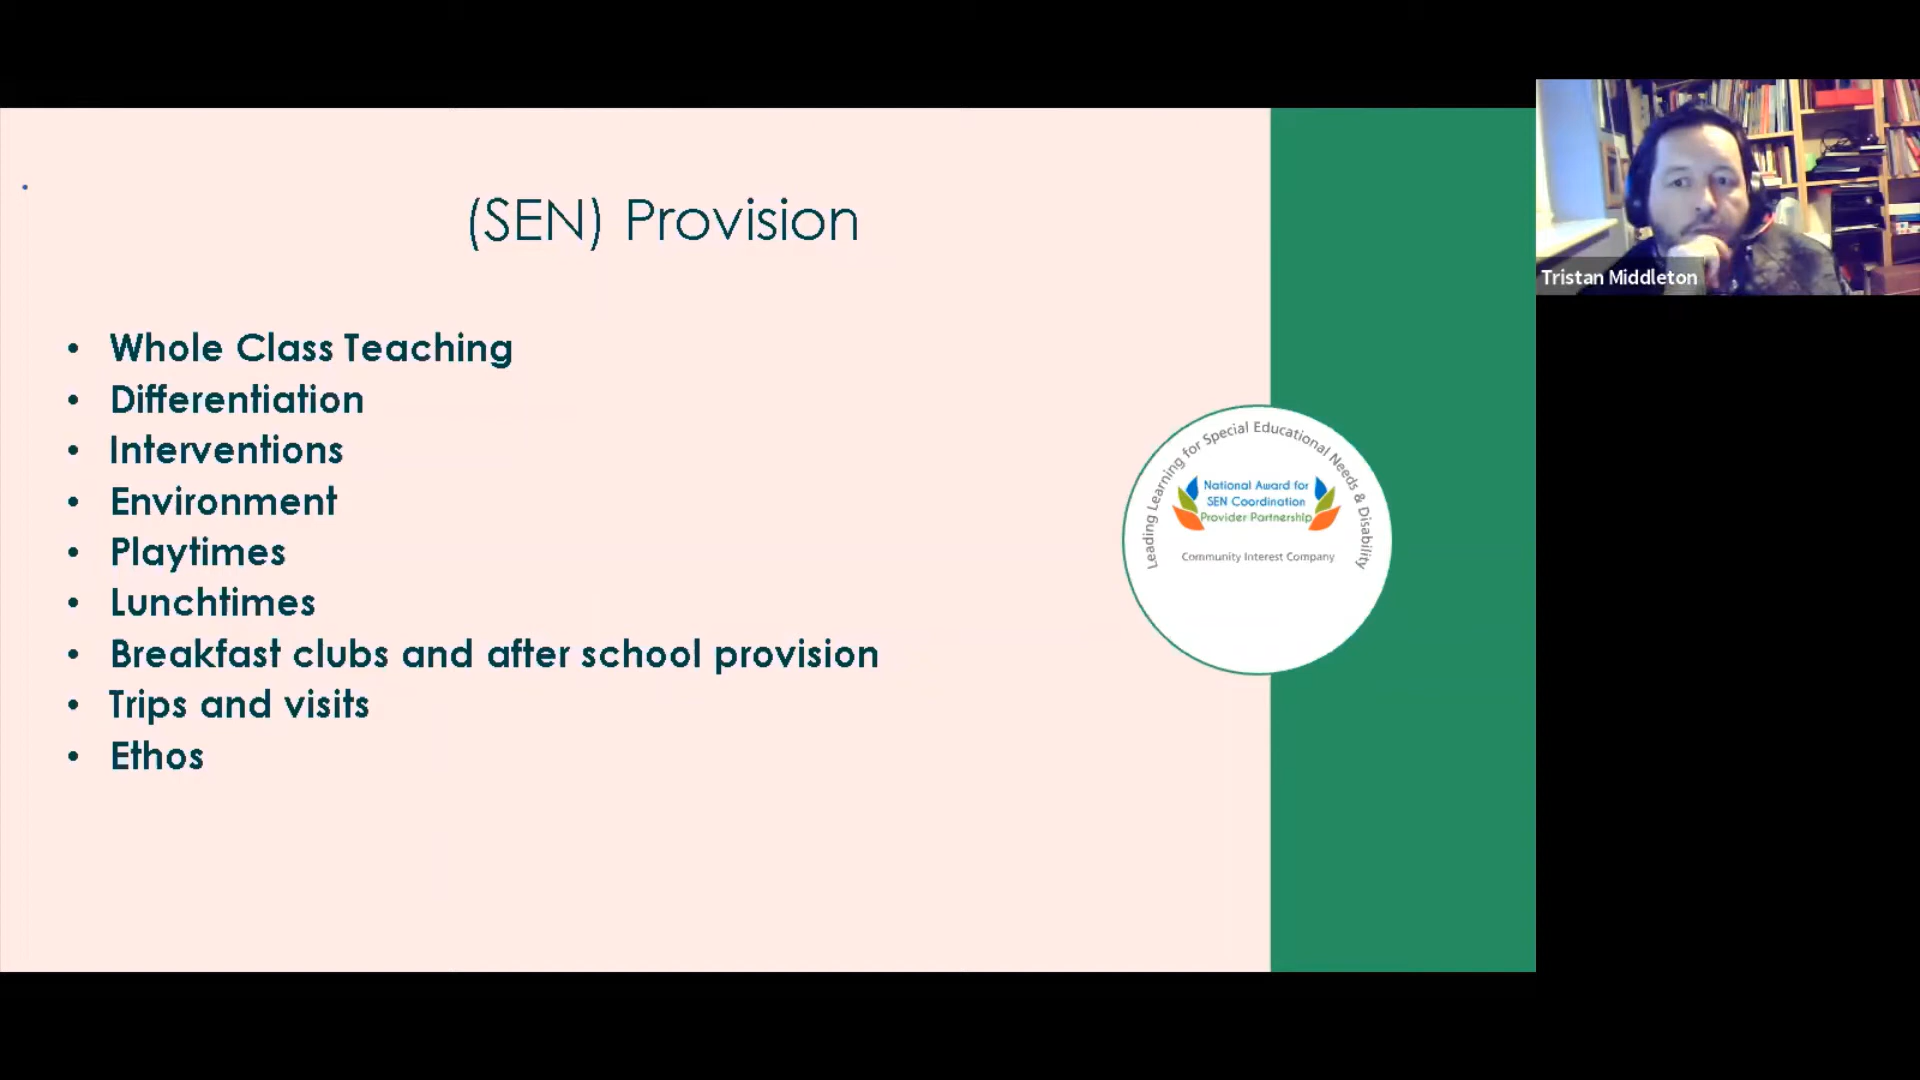 (SEN) Provision
• Whole Class Teaching
• Differentiation
• Interventions
• Environment
• Playtimes
• Lunchtimes
• Breakfast clubs and after school provision
• Trips and visits
• Ethos
Leading Learning for Special Educational Needs & Disability
National Award for
SEN Coordination
Provider Partnership
Community Interest Company
Tristan Middleton